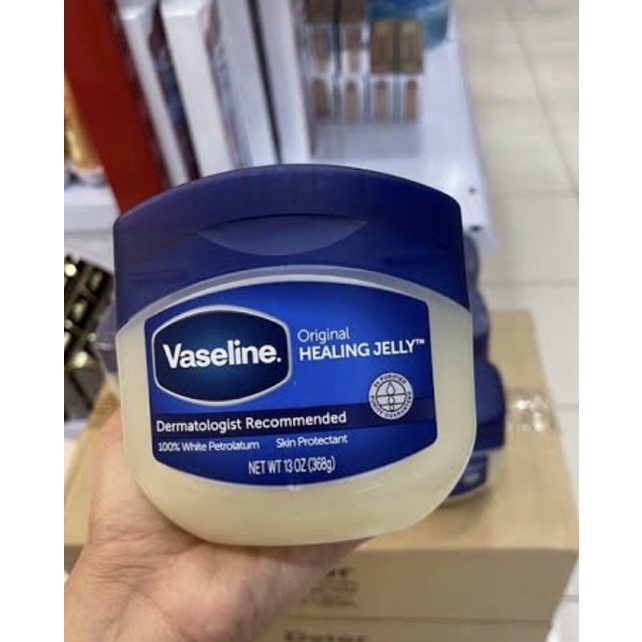 Vaseline.
Original
HEALING JELLY™
Dermatologist Recommended
100% White Petrolatum Skin Protectant
NET WT 13 OZ (368g)